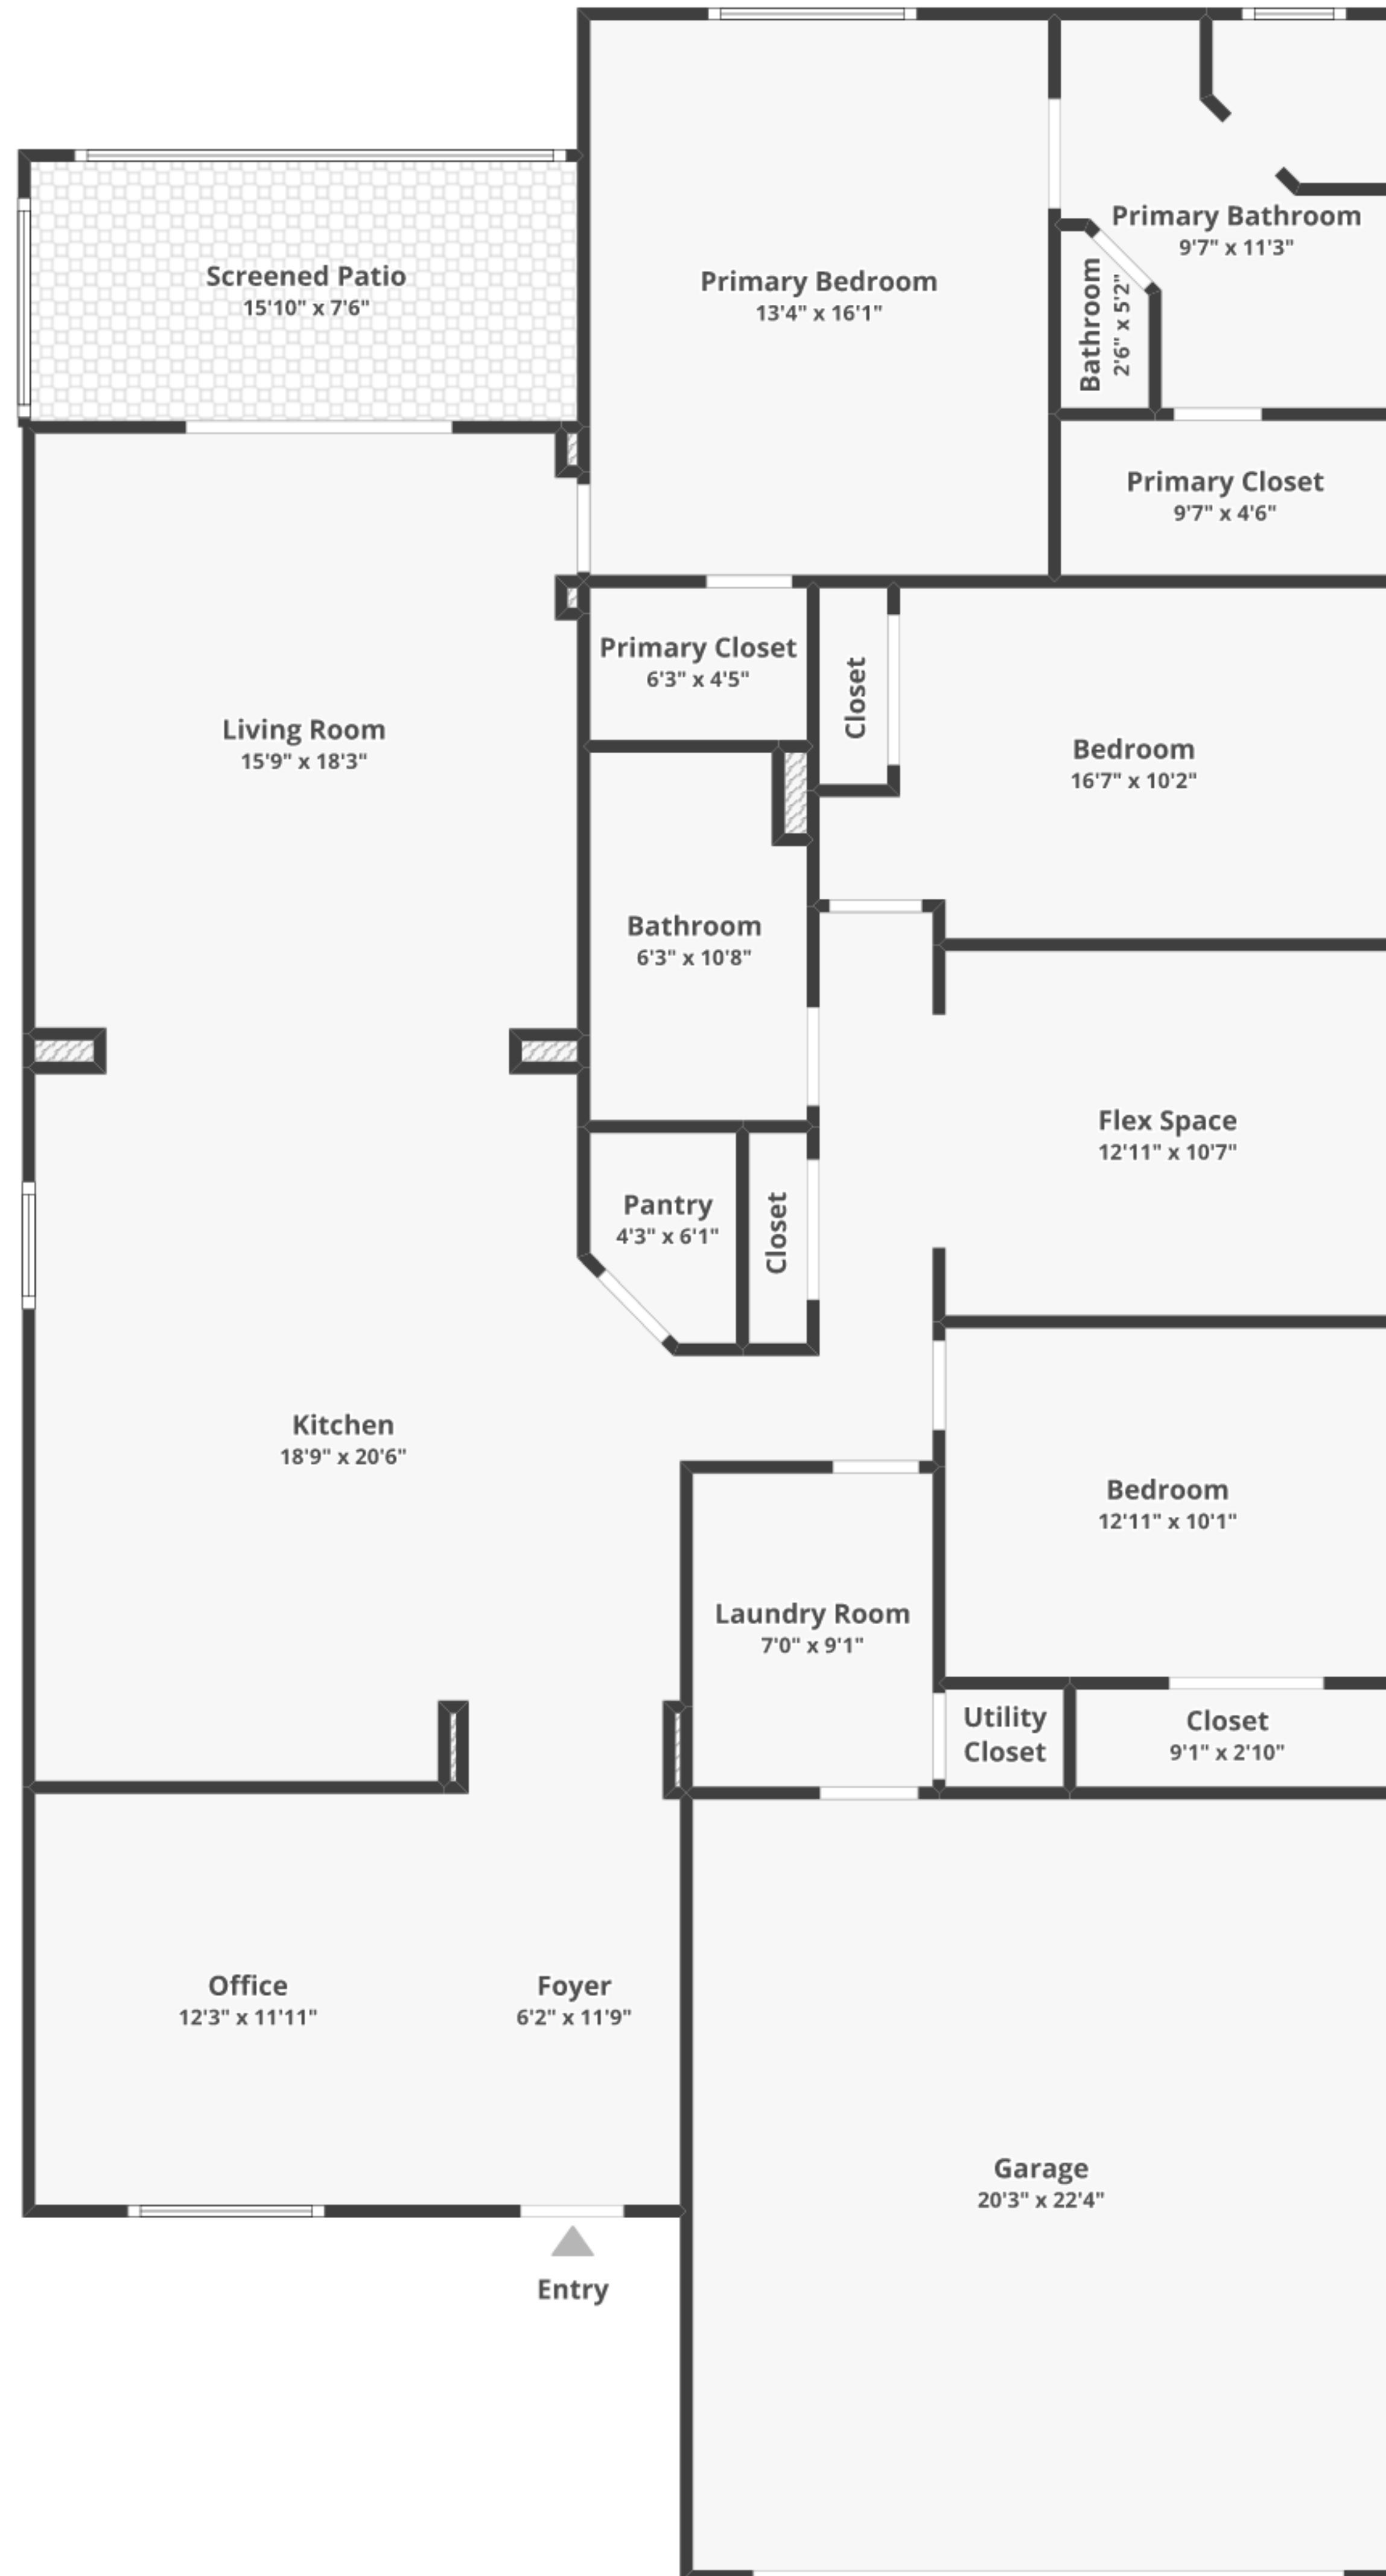 Primary Bathroom
9'7" x 11'3"
Screened Patio
15'10" x 7'6"
Primary Bedroom
13'4" x 16'1"
Bathroom
2'6" x 5'2"
Primary Closet
9'7" x 4'6"
Primary Closet
6'3" x 4'5"
Closet
Living Room
15'9" x 18'3"
Bedroom
16'7" x 10'2"
Bathroom
6'3" x 10'8"
Flex Space
12'11" x 10'7"
Pantry
4'3" x 6'1"
Closet
Kitchen
18'9" x 20'6"
Bedroom
12'11" x 10'1"
Laundry Room
7'0" x 9'1"
Utility
Closet
Closet
9'1" x 2'10"
Office
12'3" x 11'11"
Foyer
6'2" x 11'9"
Garage
20'3" x 22'4"
Entry